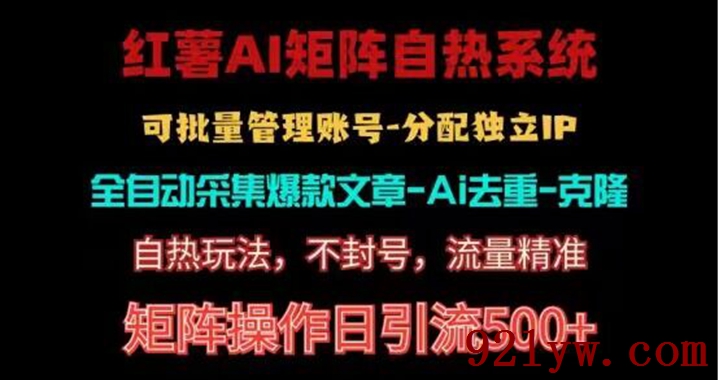 红薯AI矩阵自热系统
可批量管理账号-分配独立IP
全自动采集爆款文章-Ai去重-克隆
自热玩法，不封号，流量精准
矩阵操作日引流500+
921yw.com